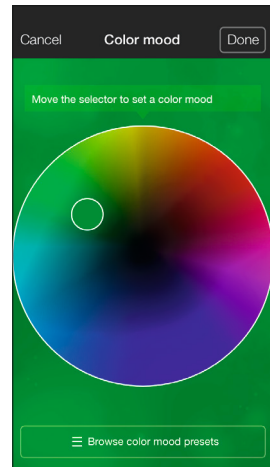 Cancel Color mood Done
Move the selector to set a color mood
Browse color mood presets